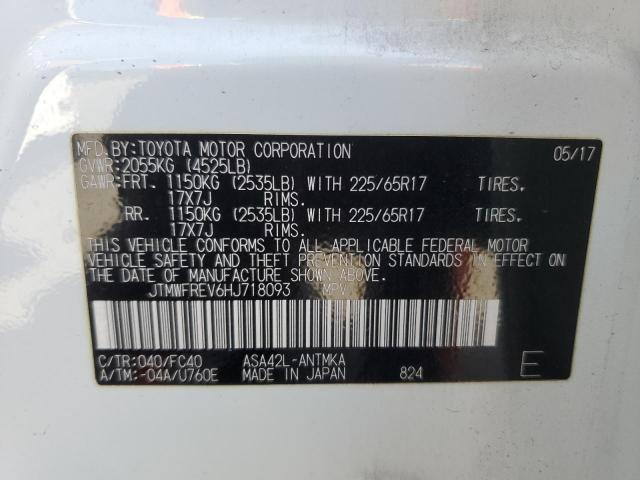 MFD.BY:TOYOTA MOTOR CORPORATION 05/17
GVWR:2055KG (4525LB)
GAWR:FRT. 1150KG (2535LB) WITH 225/65R17 TIRES,
17X7J RIMS.
RR. 1150KG (2535LB) WITH 225/65R17 TIRES,
17X7J RIMS.
THIS VEHICLE CONFORMS TO ALL APPLICABLE FEDERAL MOTOR
VEHICLE SAFETY AND THEFT PREVENTION STANDARDS IN EFFECT ON
THE DATE OF MANUFACTURE SHOWN ABOVE.
JTMWFREV6HJ718093 MPV
C/TR:040/FC40 ASA42L-ANTMKA
A/TM:-04A/U760E MADE IN JAPAN 824 E